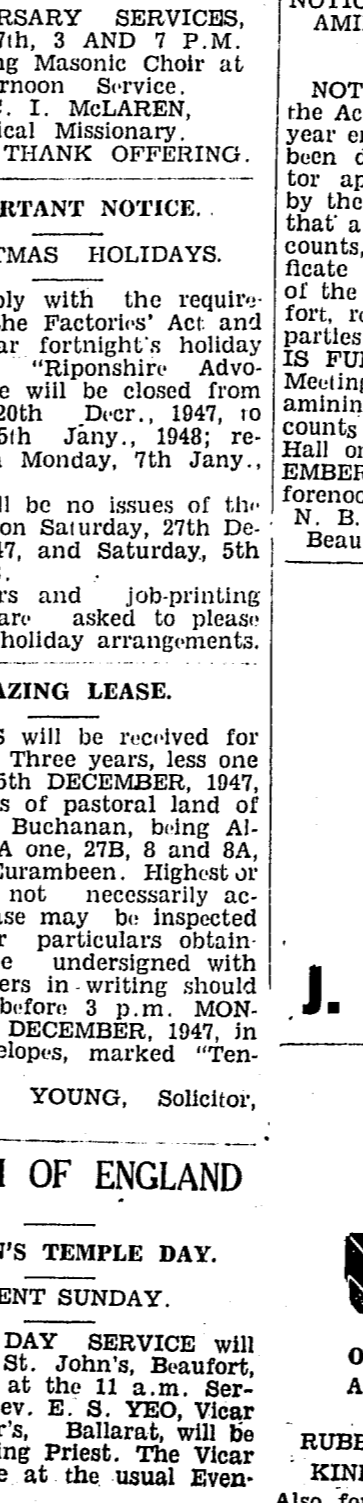 RSARY SERVICES,
7th, 3 AND 7 P.M.
ng Masonic Choir at
ernoon Service.
. I. McLAREN,
ical Missionary.
THANK OFFERING.
RTANT NOTICE.
TMAS HOLIDAYS.
ply with the require-
he Factories' Act and
ar fortnight's holiday
"Riponshire Advo-
e will be closed from
20th Decr., 1947, to
5th Jany., 1948; re-
Monday, 7th Jany.,
ll be no issues of the
on Saturday, 27th De-
47, and Saturday, 5th
rs and job-printing
are asked to please
holiday arrangements.
AZING LEASE.
S will be received for
Three years, less one
5th DECEMBER, 1947,
s of pastoral land of
Buchanan, being Al-
A one, 27B, 8 and 8A,
Eurambeen. Highest or
not necessarily ac-
ase may be inspected
r particulars obtain-
e undersigned with
ers in writing should
before 3 p.m. MON-
DECEMBER, 1947, in
elopes, marked "Ten-
YOUNG, Solicitor,
OF ENGLAND
N'S TEMPLE DAY.
ENT SUNDAY.
DAY SERVICE will
St. John's, Beaufort,
at the 11 a.m. Ser-
ev. E. S. YEO, Vicar
r's, Ballarat, will be
ing Priest. The Vicar
e at the usual Even-
NOTIC
AMI
NOT
the Ac
year e
been d
tor ap
by the
that a
counts,
ficate
of the
fort, r
parties
IS FU
Meeting
aminin
counts
Hall on
EMBER
forenoo
N. B.
Beau
J.
O
A
RUBB
KIN
Also fo